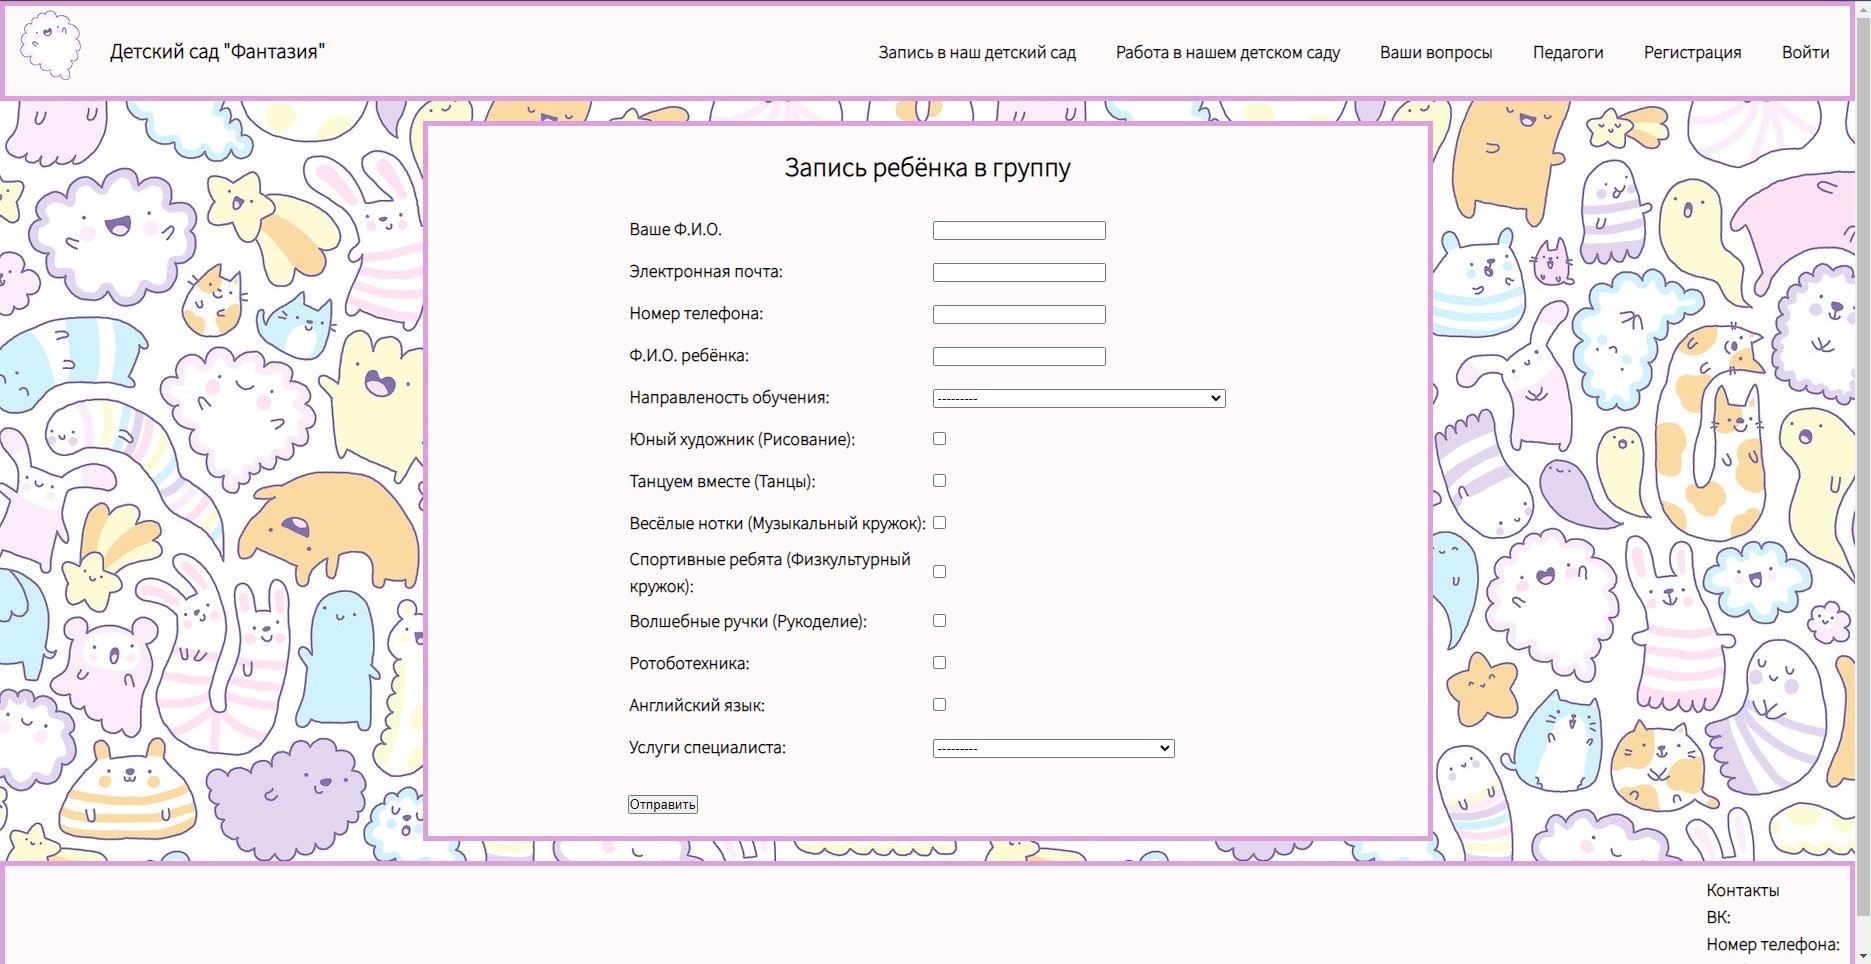 Детский сад "Фантазия"
Запись в наш детский сад
Работа в нашем детском саду
Ваши вопросы
Педагоги
Регистрация
Войти
Запись ребёнка в группу
Ваше Ф.И.О.
Электронная почта:
Номер телефона:
Ф.И.О. ребёнка:
Направленость обучения:
---------
Юный художник (Рисование):
Танцуем вместе (Танцы):
Весёлые нотки (Музыкальный кружок):
Спортивные ребята (Физкультурный
кружок):
Волшебные ручки (Рукоделие):
Ротоботехника:
Английский язык:
Услуги специалиста:
---------
Отправить
Контакты
ВК:
Номер телефона: